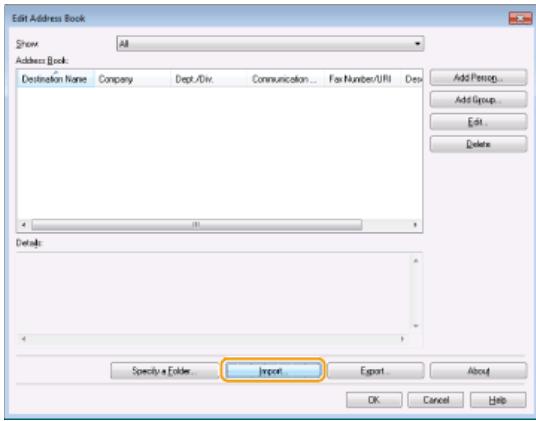 Edit Address Book
Show:
All
Address Book:
Destination Name Company Dept./Div. Communication ... Fax Number/URI Des
Add Person...
Add Group...
Edit...
Delete
Details:
Specify a Folder... Import... Export... About
OK Cancel Help